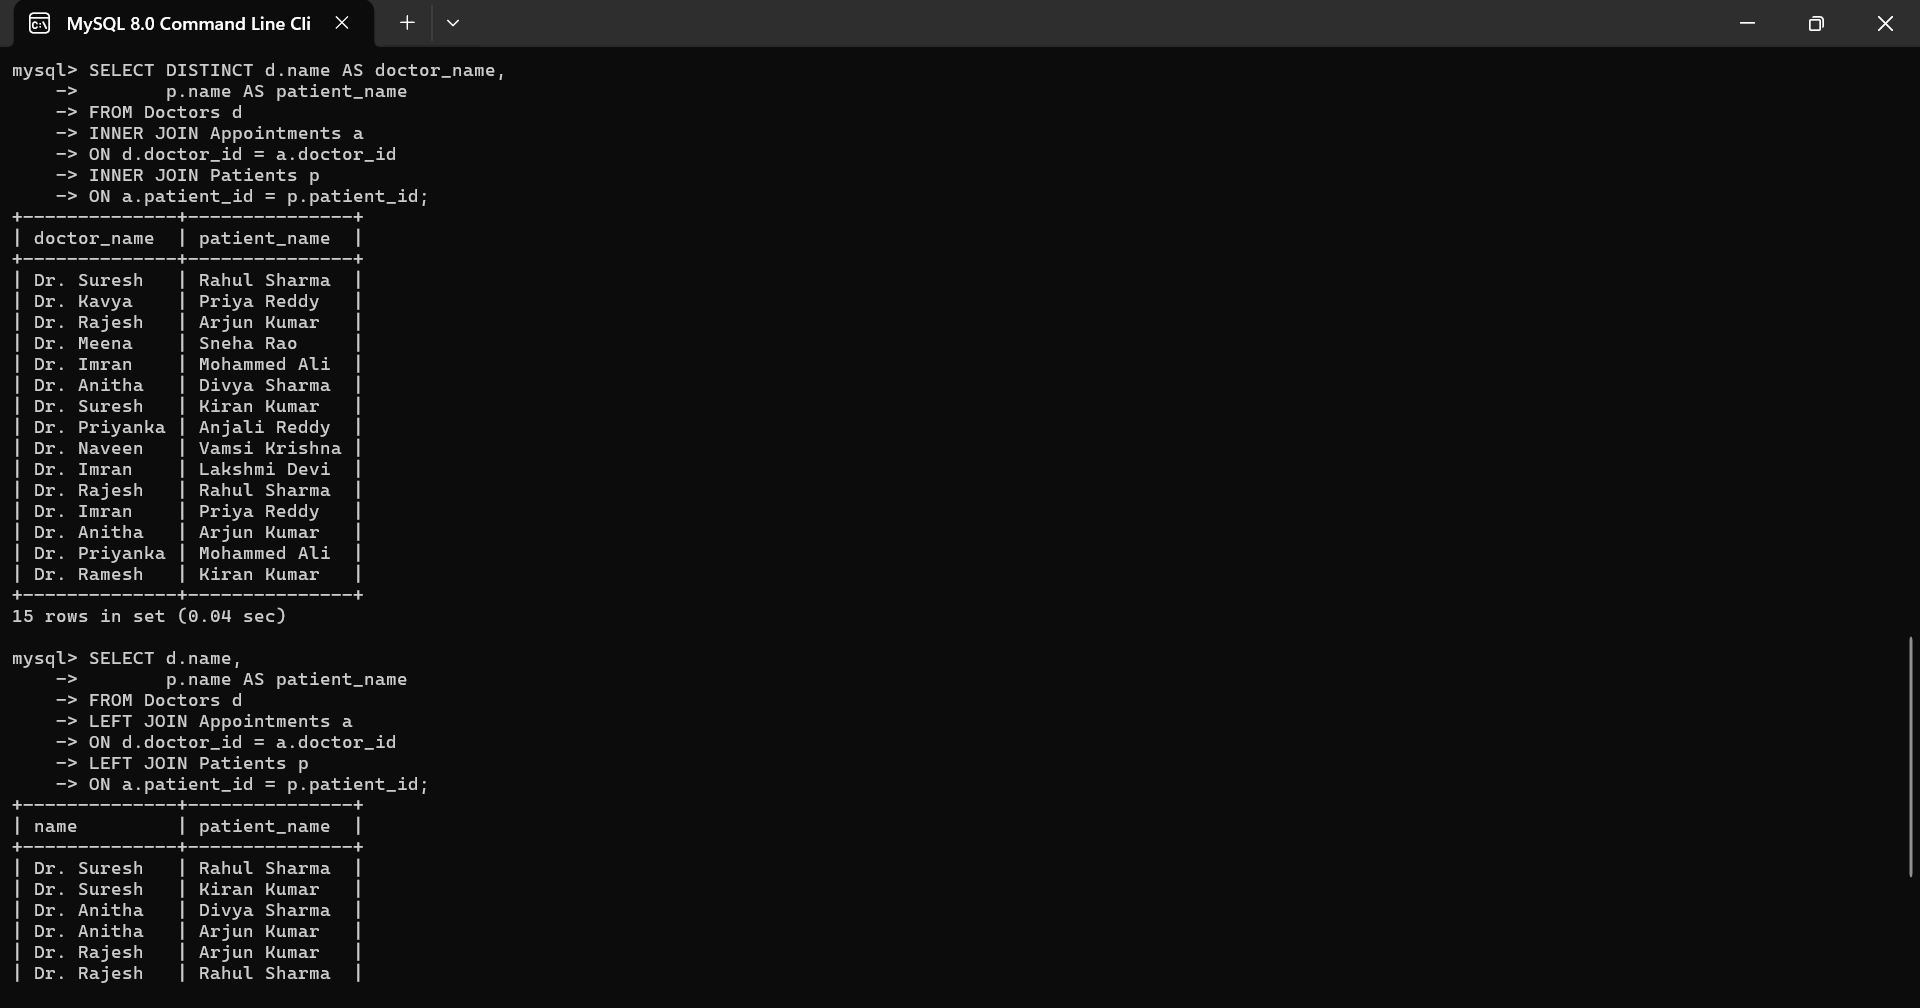 MySQL 8.0 Command Line Cli
mysql> SELECT DISTINCT d.name AS doctor_name,
    ->        p.name AS patient_name
    -> FROM Doctors d
    -> INNER JOIN Appointments a
    -> ON d.doctor_id = a.doctor_id
    -> INNER JOIN Patients p
    -> ON a.patient_id = p.patient_id;
+--------------+---------------+
| doctor_name  | patient_name  |
+--------------+---------------+
| Dr. Suresh   | Rahul Sharma  |
| Dr. Kavya    | Priya Reddy   |
| Dr. Rajesh   | Arjun Kumar   |
| Dr. Meena    | Sneha Rao     |
| Dr. Imran    | Mohammed Ali  |
| Dr. Anitha   | Divya Sharma  |
| Dr. Suresh   | Kiran Kumar   |
| Dr. Priyanka | Anjali Reddy  |
| Dr. Naveen   | Vamsi Krishna |
| Dr. Imran    | Lakshmi Devi  |
| Dr. Rajesh   | Rahul Sharma  |
| Dr. Imran    | Priya Reddy   |
| Dr. Anitha   | Arjun Kumar   |
| Dr. Priyanka | Mohammed Ali  |
| Dr. Ramesh   | Kiran Kumar   |
+--------------+---------------+
15 rows in set (0.04 sec)
mysql> SELECT d.name,
    ->        p.name AS patient_name
    -> FROM Doctors d
    -> LEFT JOIN Appointments a
    -> ON d.doctor_id = a.doctor_id
    -> LEFT JOIN Patients p
    -> ON a.patient_id = p.patient_id;
+--------------+---------------+
| name         | patient_name  |
+--------------+---------------+
| Dr. Suresh   | Rahul Sharma  |
| Dr. Suresh   | Kiran Kumar   |
| Dr. Anitha   | Divya Sharma  |
| Dr. Anitha   | Arjun Kumar   |
| Dr. Rajesh   | Arjun Kumar   |
| Dr. Rajesh   | Rahul Sharma  |